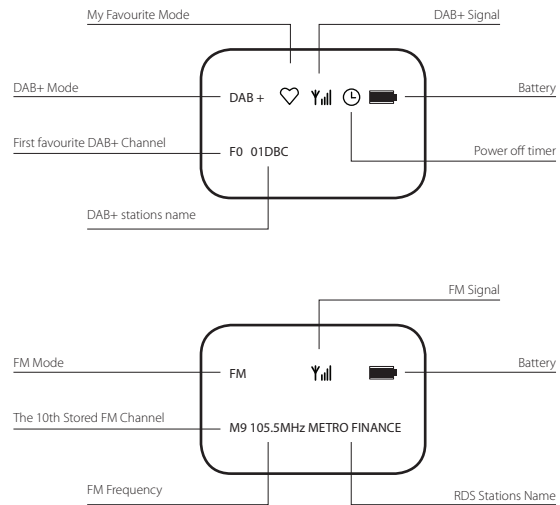 My Favourite Mode
DAB+ Signal
DAB+ Mode
DAB +
Battery
First favourite DAB+ Channel
F0 01DBC
Power off timer
DAB+ stations name
FM Signal
FM Mode
FM
Battery
The 10th Stored FM Channel
M9 105.5MHz METRO FINANCE
FM Frequency
RDS Stations Name